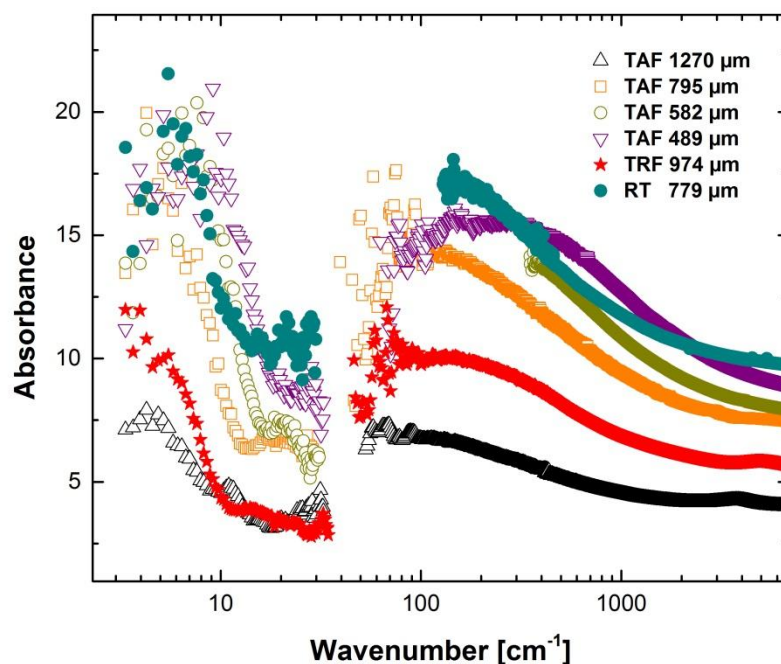 TAF 1270 µm
TAF 795 µm
TAF 582 µm
TAF 489 µm
TRF 974 µm
RT 779 µm
20
15
10
5
Absorbance
10 100 1000
Wavenumber [cm⁻¹]